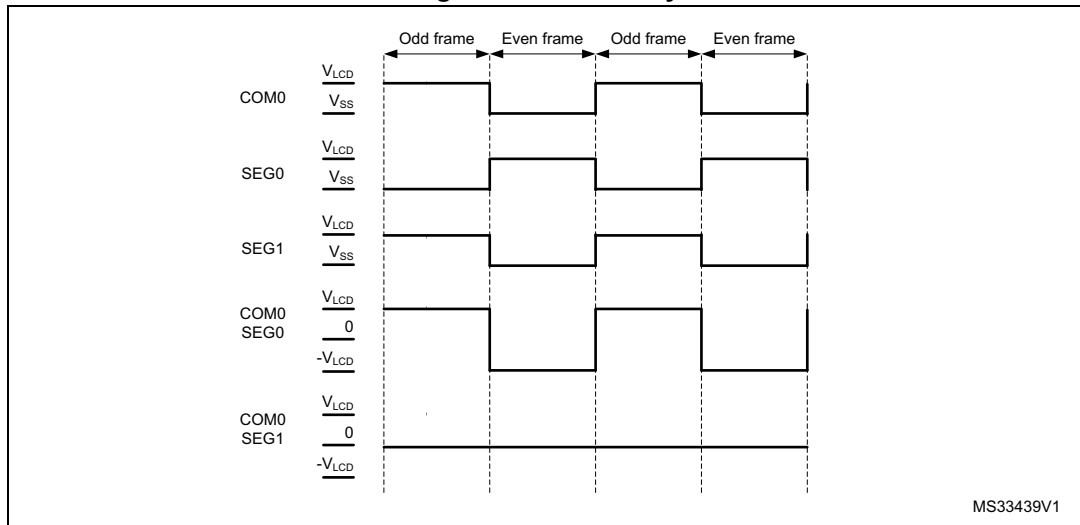 Odd frame Even frame Odd frame Even frame
VLCD
COM0
VSS
VLCD
SEG0
VSS
VLCD
SEG1
VSS
VLCD
COM0
SEG0
0
-VLCD
VLCD
COM0
SEG1
0
-VLCD
MS33439V1